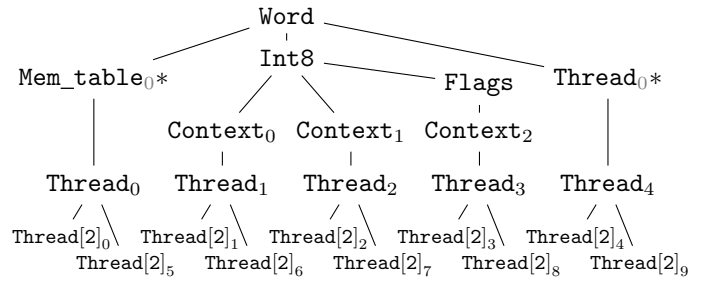 Word
Int8
Mem_table₀* Flags Thread₀*
Context₀ Context₁ Context₂
Thread₀ Thread₁ Thread₂ Thread₃ Thread₄
Thread[2]₀ Thread[2]₁ Thread[2]₂ Thread[2]₃ Thread[2]₄
Thread[2]₅ Thread[2]₆ Thread[2]₇ Thread[2]₈ Thread[2]₉